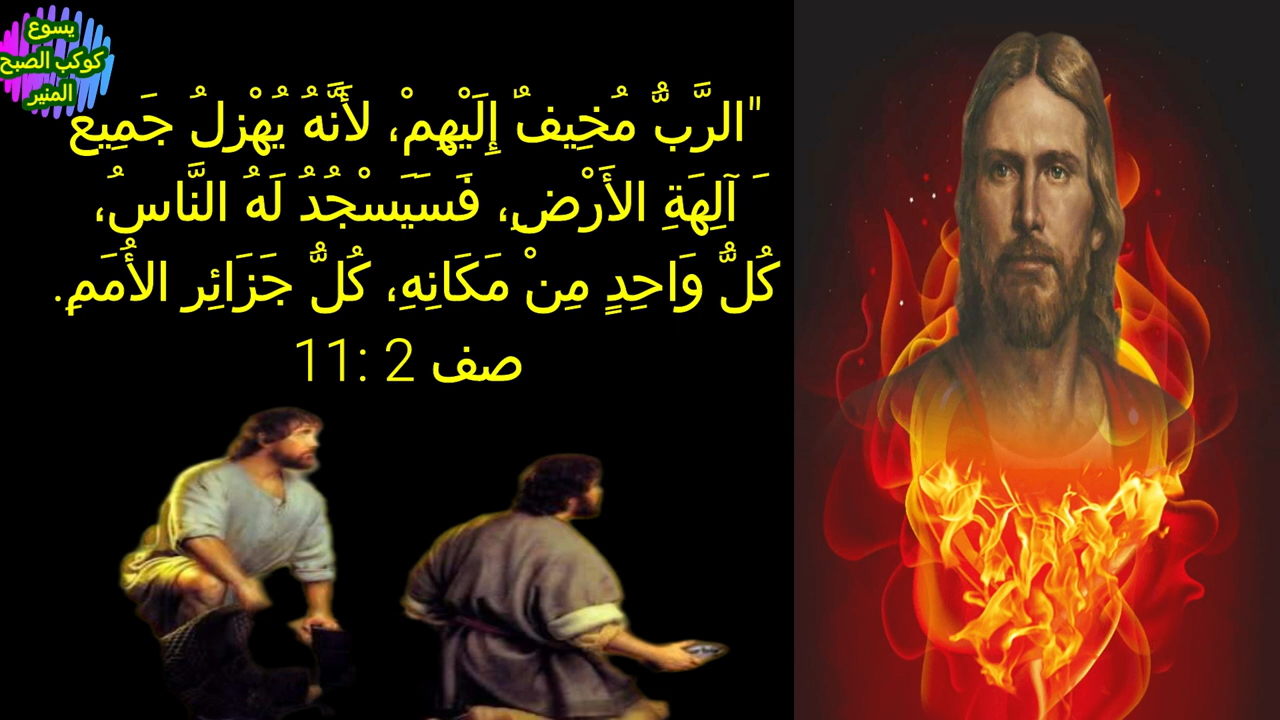 يسوع
كوكب الصبح
المنير
"الرَّبُّ مُخِيفٌ إِلَيْهِمْ، لأَنَّهُ يُهْزِلُ جَمِيعَ
آلِهَةِ الأَرْضِ، فَسَيَسْجُدُ لَهُ النَّاسُ،
كُلُّ وَاحِدٍ مِنْ مَكَانِهِ، كُلُّ جَزَائِرِ الأُمَمِ.
صف 2 :11